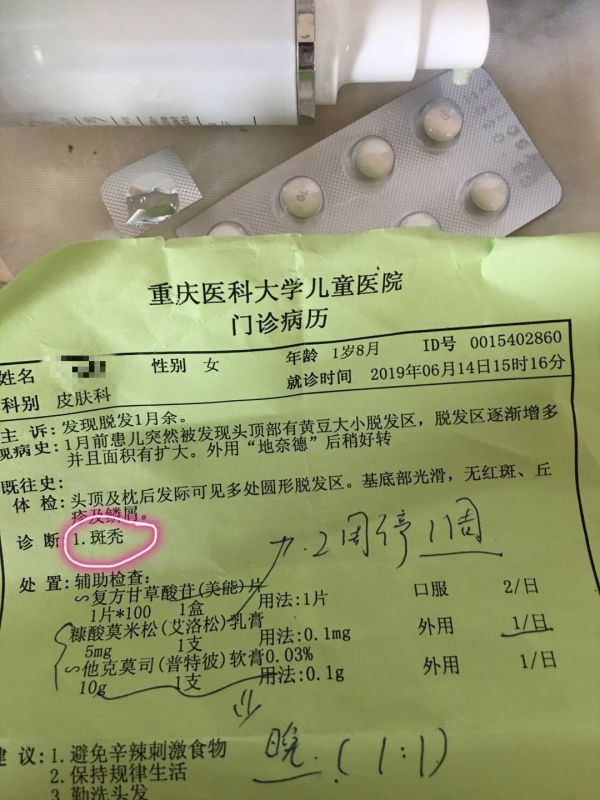 重庆医科大学儿童医院
门诊病历
姓名 性别 女 年龄 1岁8月 ID号 0015402860
科别 皮肤科 就诊时间 2019年06月14日15时16分
主 诉: 发现脱发1月余。
现病史: 1月前患儿突然被发现头顶部有黄豆大小脱发区，脱发区逐渐增多
并且面积有扩大。外用“地奈德”后稍好转
既往史:
体 检: 头顶及枕后发际可见多处圆形脱发区。基底部光滑，无红斑、丘
疹及鳞屑。
诊 断 1.斑秃
2周停1周
处 置: 辅助检查:
复方甘草酸苷(美能)片 口服 2/日
1片*100 1盒 用法:1片
糠酸莫米松(艾洛松)乳膏 外用 1/日
5mg 1支 用法:0.1mg
他克莫司(普特彼)软膏0.03% 外用 1/日
10g 1支 用法:0.1g
晚. (1:1)
建 议: 1.避免辛辣刺激食物
2.保持规律生活
3.勤洗头发